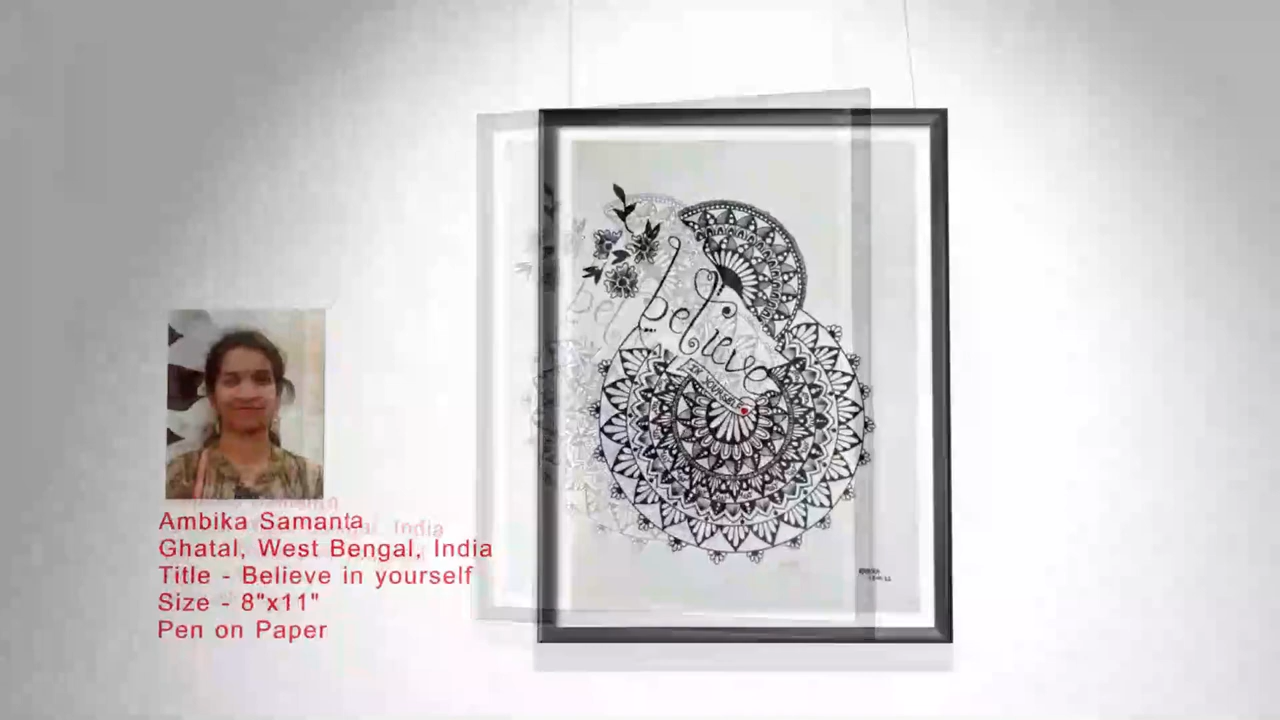 Believe
IN YOURSELF
Ambika Samanta
Ghatal, West Bengal, India
Title - Believe in yourself
Size - 8"x11"
Pen on Paper